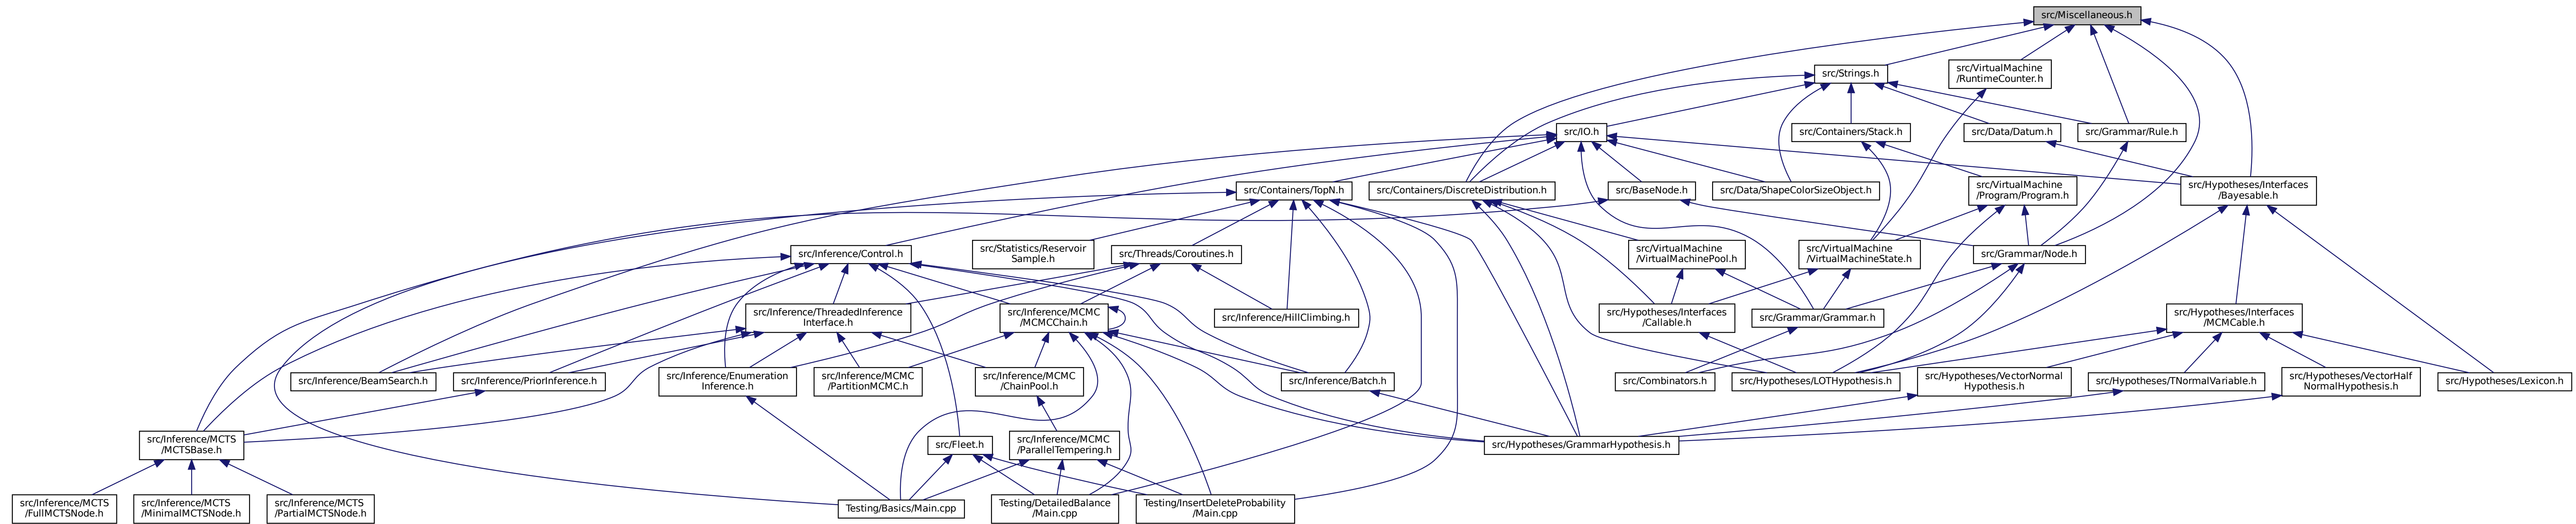 src/Miscellaneous.h
src/Strings.h
src/VirtualMachine
/RuntimeCounter.h
src/IO.h
src/Containers/Stack.h
src/Data/Datum.h
src/Grammar/Rule.h
src/Containers/TopN.h
src/Containers/DiscreteDistribution.h
src/BaseNode.h
src/Data/ShapeColorSizeObject.h
src/VirtualMachine
/Program/Program.h
src/Hypotheses/Interfaces
/Bayesable.h
src/Inference/Control.h
src/Statistics/Reservoir
Sample.h
src/Threads/Coroutines.h
src/VirtualMachine
/VirtualMachinePool.h
src/VirtualMachine
/VirtualMachineState.h
src/Grammar/Node.h
src/Inference/ThreadedInference
Interface.h
src/Inference/MCMC
/MCMCChain.h
src/Inference/HillClimbing.h
src/Hypotheses/Interfaces
/Callable.h
src/Grammar/Grammar.h
src/Hypotheses/Interfaces
/MCMCable.h
src/Inference/BeamSearch.h
src/Inference/PriorInference.h
src/Inference/Enumeration
Inference.h
src/Inference/MCMC
/PartitionMCMC.h
src/Inference/MCMC
/ChainPool.h
src/Inference/Batch.h
src/Combinators.h
src/Hypotheses/LOTHypothesis.h
src/Hypotheses/VectorNormal
Hypothesis.h
src/Hypotheses/TNormalVariable.h
src/Hypotheses/VectorHalf
NormalHypothesis.h
src/Hypotheses/Lexicon.h
src/Inference/MCTS
/MCTSBase.h
src/Fleet.h
src/Inference/MCMC
/ParallelTempering.h
src/Hypotheses/GrammarHypothesis.h
src/Inference/MCTS
/FullMCTSNode.h
src/Inference/MCTS
/MinimalMCTSNode.h
src/Inference/MCTS
/PartialMCTSNode.h
Testing/Basics/Main.cpp
Testing/DetailedBalance
/Main.cpp
Testing/InsertDeleteProbability
/Main.cpp